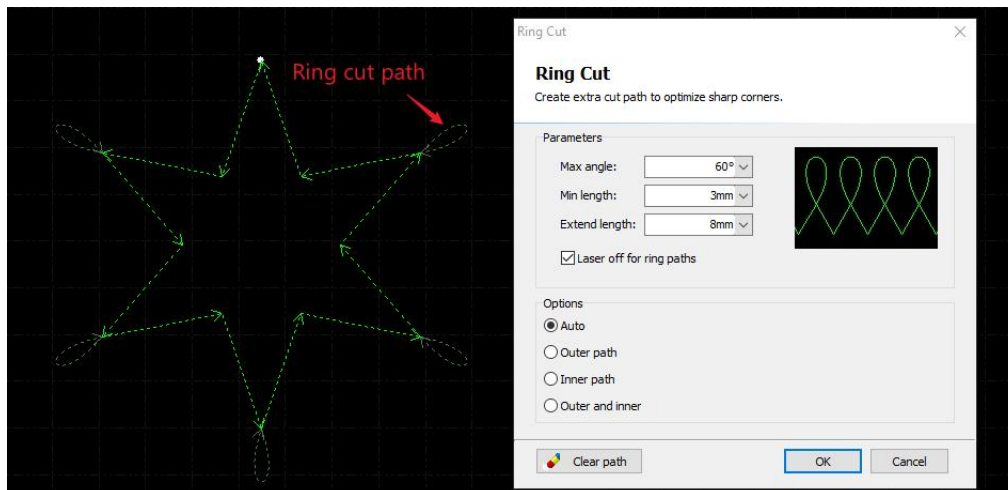 Ring cut path
Ring Cut
Ring Cut
Create extra cut path to optimize sharp corners.
Parameters
Max angle: 60°
Min length: 3mm
Extend length: 8mm
Laser off for ring paths
Options
Auto
Outer path
Inner path
Outer and inner
Clear path OK Cancel